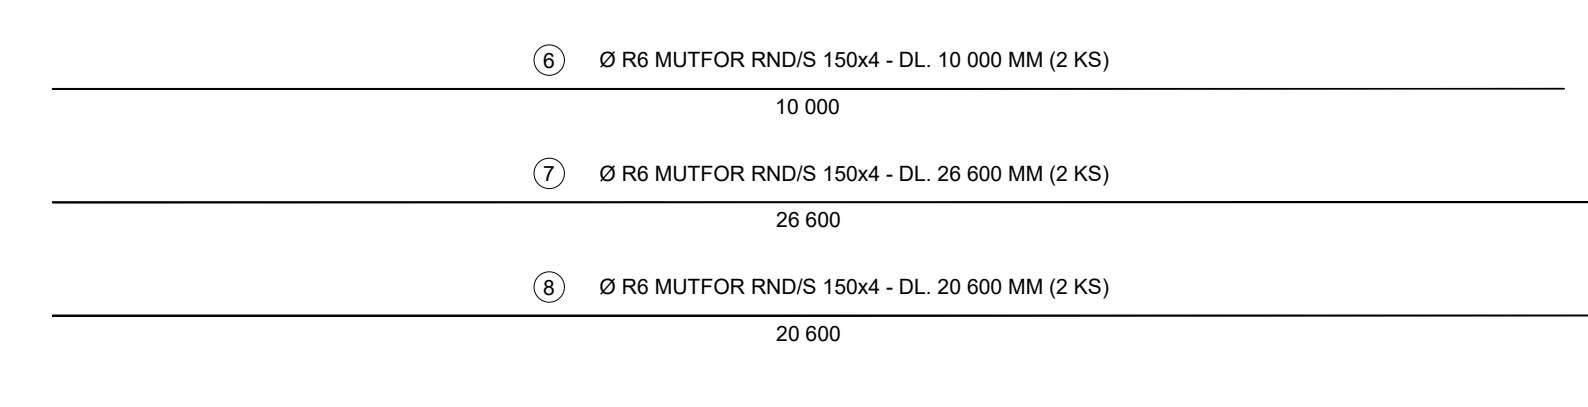 6 Ø R6 MUTFOR RND/S 150x4 - DL. 10 000 MM (2 KS)
10 000
7 Ø R6 MUTFOR RND/S 150x4 - DL. 26 600 MM (2 KS)
26 600
8 Ø R6 MUTFOR RND/S 150x4 - DL. 20 600 MM (2 KS)
20 600